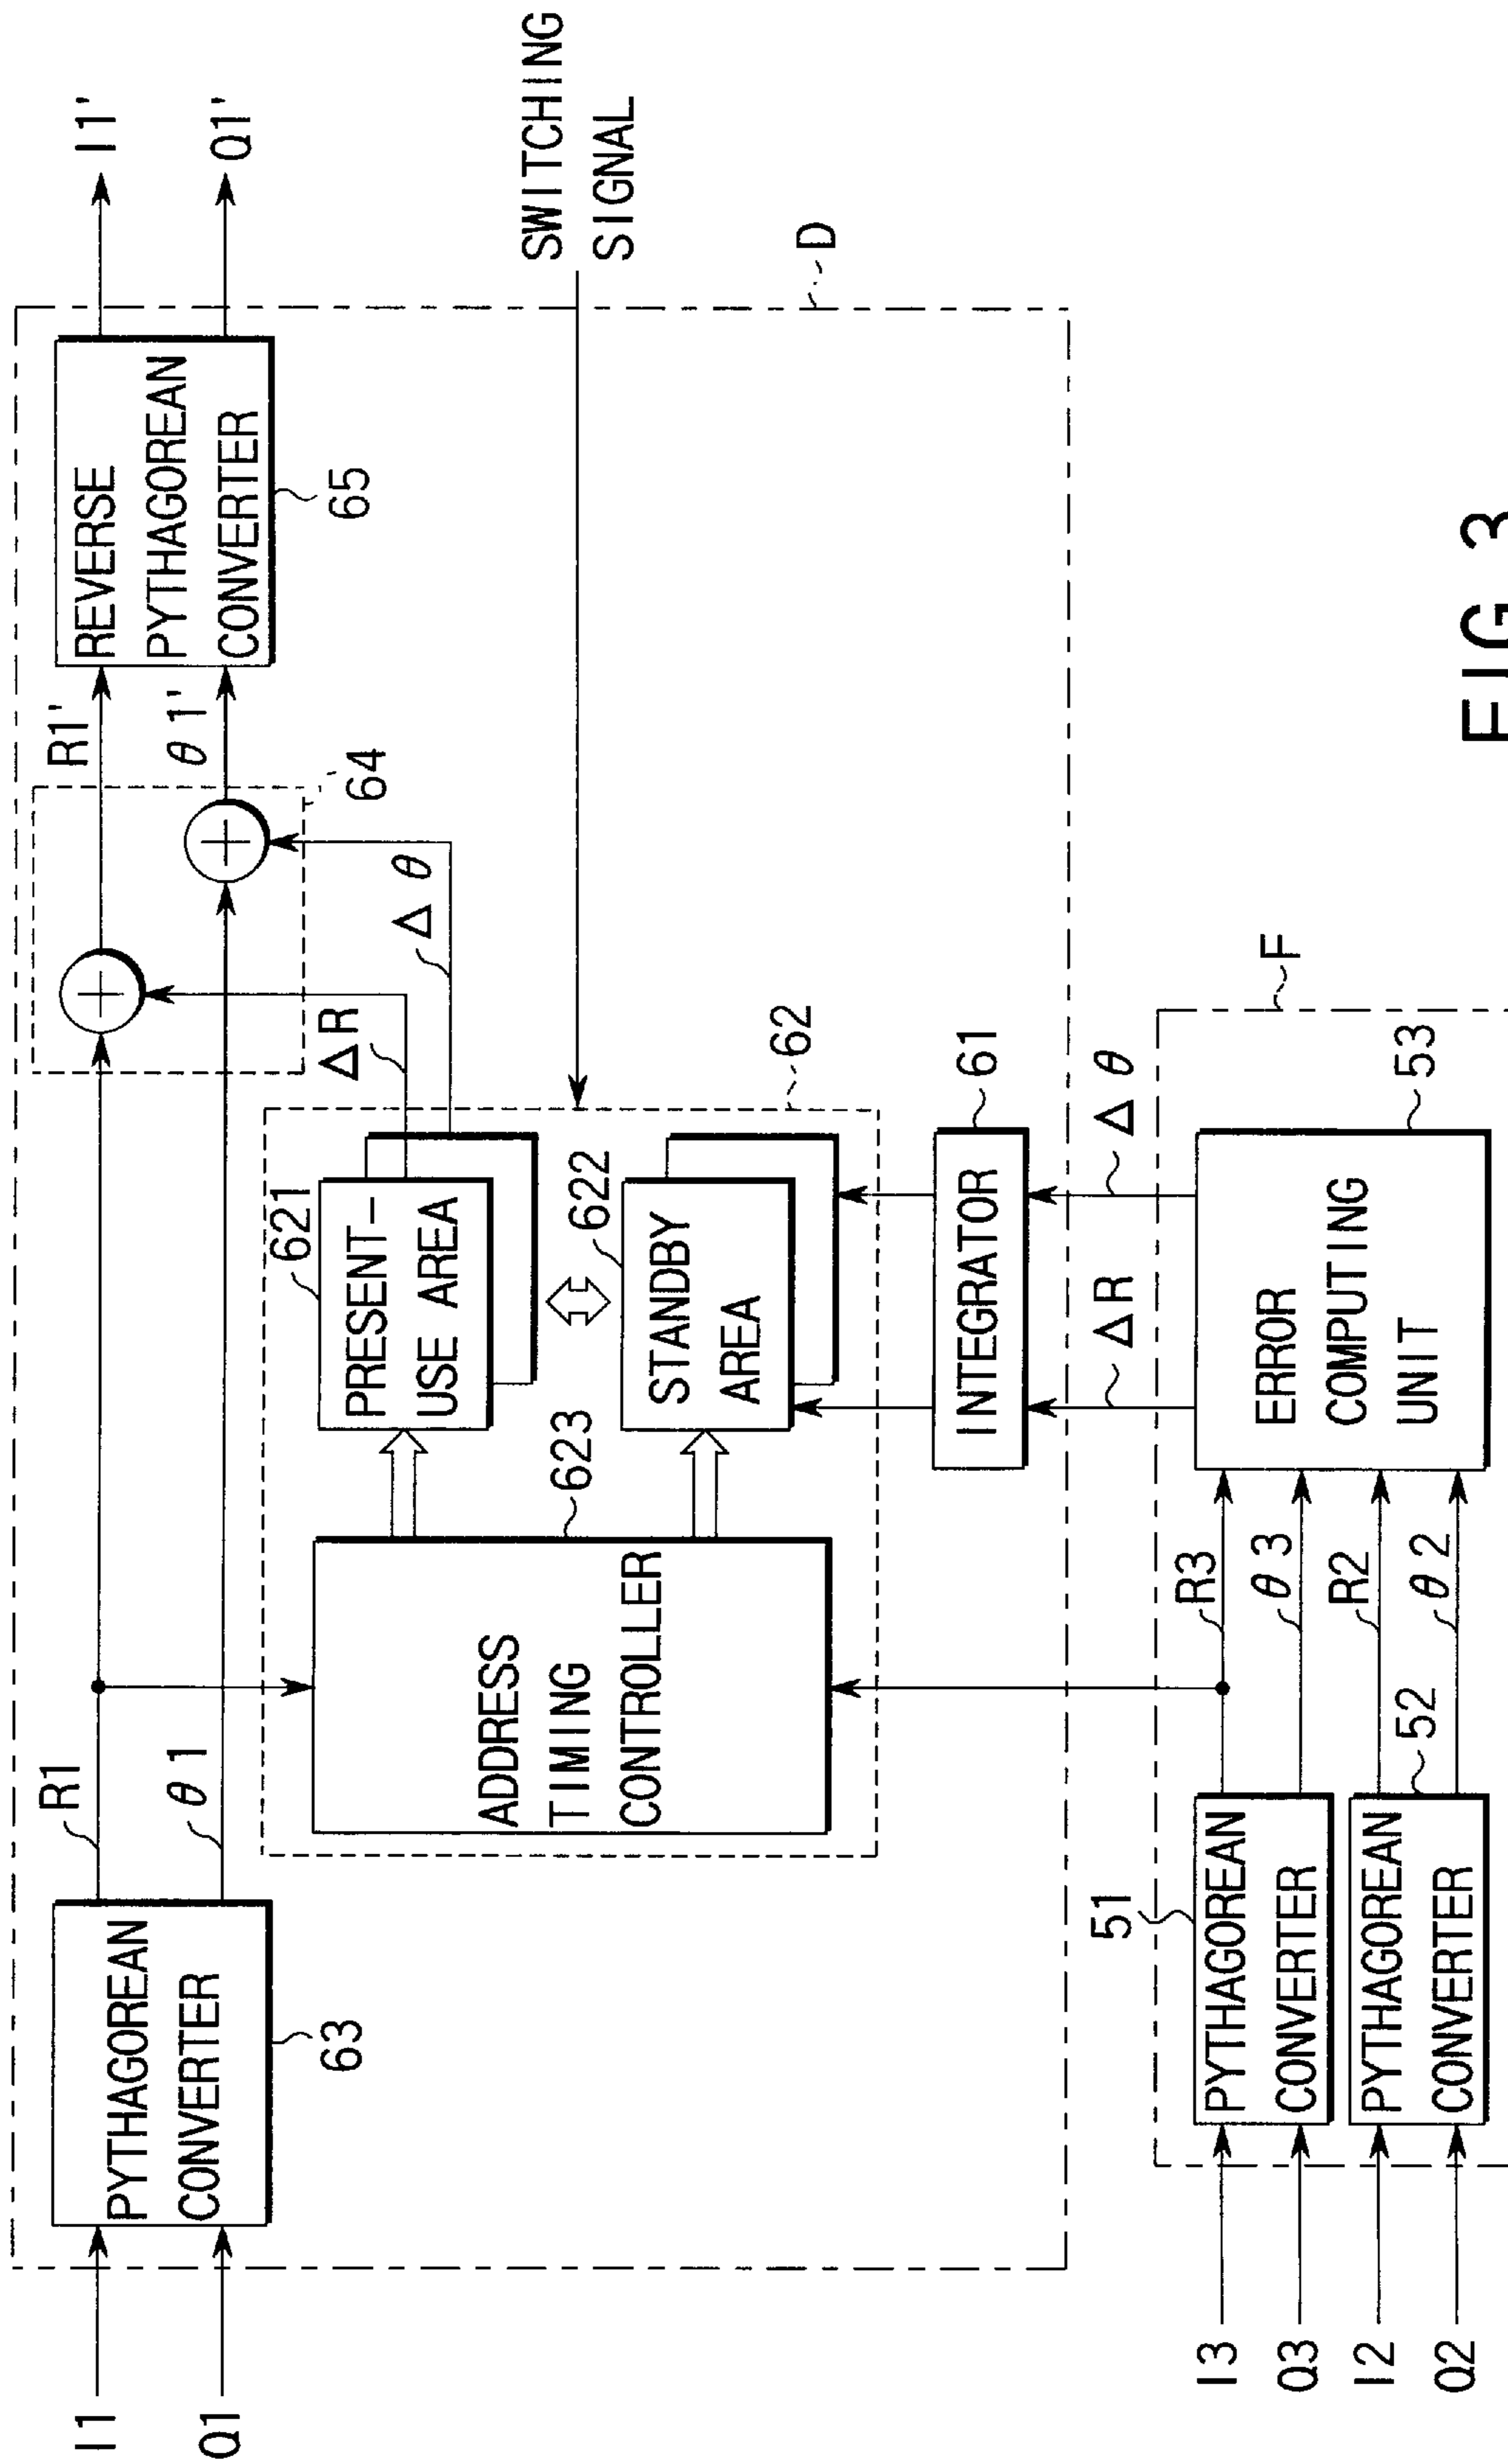 I1
Q1
PYTHAGOREAN
CONVERTER
63
R1
θ1
R1'
θ1'
64
REVERSE
PYTHAGOREAN
CONVERTER
65
I1'
Q1'
ΔR
Δθ
621
PRESENT-
USE AREA
622
STANDBY
AREA
623
ADDRESS
TIMING
CONTROLLER
62
SWITCHING
SIGNAL
D
INTEGRATOR
61
ΔR
Δθ
F
I3
Q3
I2
Q2
51
PYTHAGOREAN
CONVERTER
PYTHAGOREAN
CONVERTER
52
R3
θ3
R2
θ2
ERROR
COMPUTING
UNIT
53
FIG 3